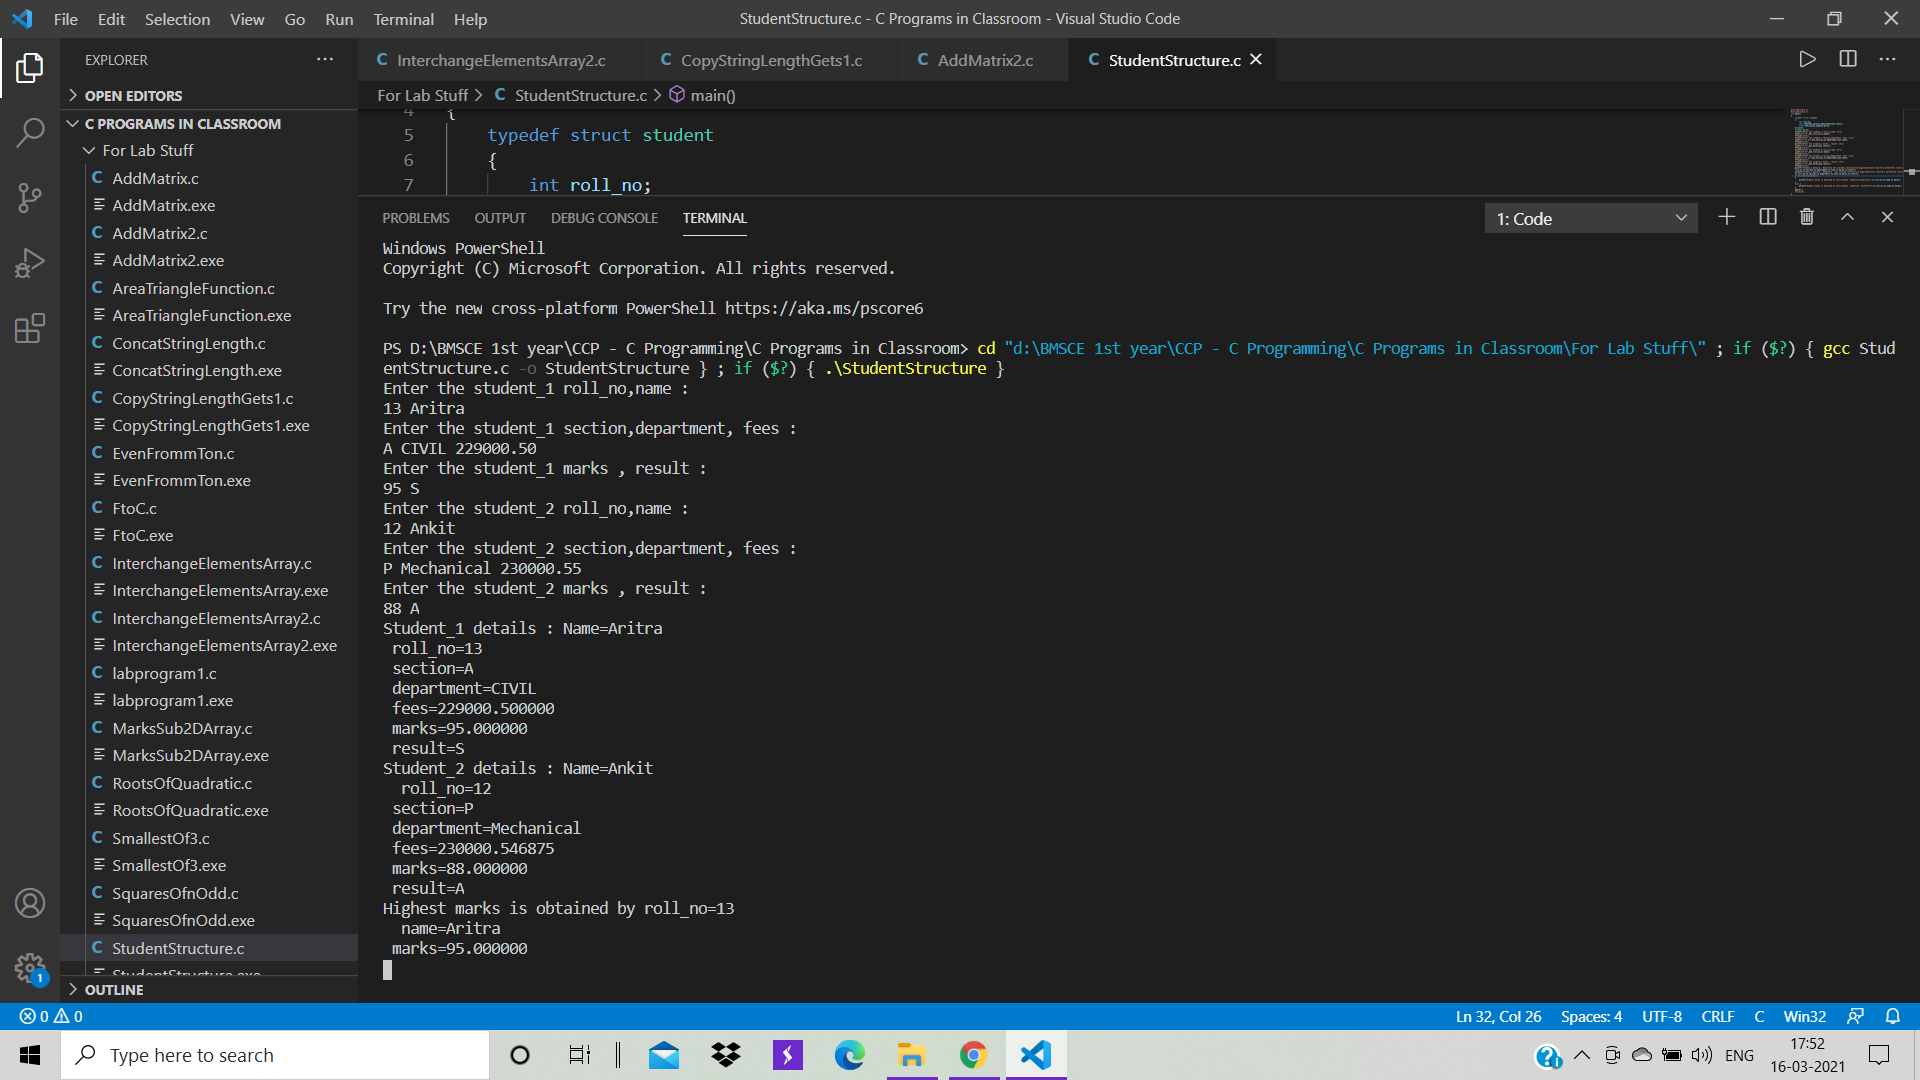 File Edit Selection View Go Run Terminal Help
StudentStructure.c - C Programs in Classroom - Visual Studio Code
EXPLORER
OPEN EDITORS
C PROGRAMS IN CLASSROOM
For Lab Stuff
C AddMatrix.c
AddMatrix.exe
C AddMatrix2.c
AddMatrix2.exe
C AreaTriangleFunction.c
AreaTriangleFunction.exe
C ConcatStringLength.c
ConcatStringLength.exe
C CopyStringLengthGets1.c
CopyStringLengthGets1.exe
C EvenFrommTon.c
EvenFrommTon.exe
C FtoC.c
FtoC.exe
C InterchangeElementsArray.c
InterchangeElementsArray.exe
C InterchangeElementsArray2.c
InterchangeElementsArray2.exe
C labprogram1.c
labprogram1.exe
C MarksSub2DArray.c
MarksSub2DArray.exe
C RootsOfQuadratic.c
RootsOfQuadratic.exe
C SmallestOf3.c
SmallestOf3.exe
C SquaresOfnOdd.c
SquaresOfnOdd.exe
C StudentStructure.c
StudentStructure.exe
OUTLINE
C InterchangeElementsArray2.c C CopyStringLengthGets1.c C AddMatrix2.c C StudentStructure.c
For Lab Stuff > C StudentStructure.c > main()
4 {
5 typedef struct student
6 {
7 int roll_no;
PROBLEMS OUTPUT DEBUG CONSOLE TERMINAL
1: Code
Windows PowerShell
Copyright (C) Microsoft Corporation. All rights reserved.
Try the new cross-platform PowerShell https://aka.ms/pscore6
PS D:\BMSCE 1st year\CCP - C Programming\C Programs in Classroom> cd "d:\BMSCE 1st year\CCP - C Programming\C Programs in Classroom\For Lab Stuff\" ; if ($?) { gcc Stud
entStructure.c -o StudentStructure } ; if ($?) { .\StudentStructure }
Enter the student_1 roll_no,name :
13 Aritra
Enter the student_1 section,department, fees :
A CIVIL 229000.50
Enter the student_1 marks , result :
95 S
Enter the student_2 roll_no,name :
12 Ankit
Enter the student_2 section,department, fees :
P Mechanical 230000.55
Enter the student_2 marks , result :
88 A
Student_1 details : Name=Aritra
roll_no=13
section=A
department=CIVIL
fees=229000.500000
marks=95.000000
result=S
Student_2 details : Name=Ankit
roll_no=12
section=P
department=Mechanical
fees=230000.546875
marks=88.000000
result=A
Highest marks is obtained by roll_no=13
name=Aritra
marks=95.000000
1
0 0
Ln 32, Col 26 Spaces: 4 UTF-8 CRLF C Win32
Type here to search
ENG
17:52
16-03-2021